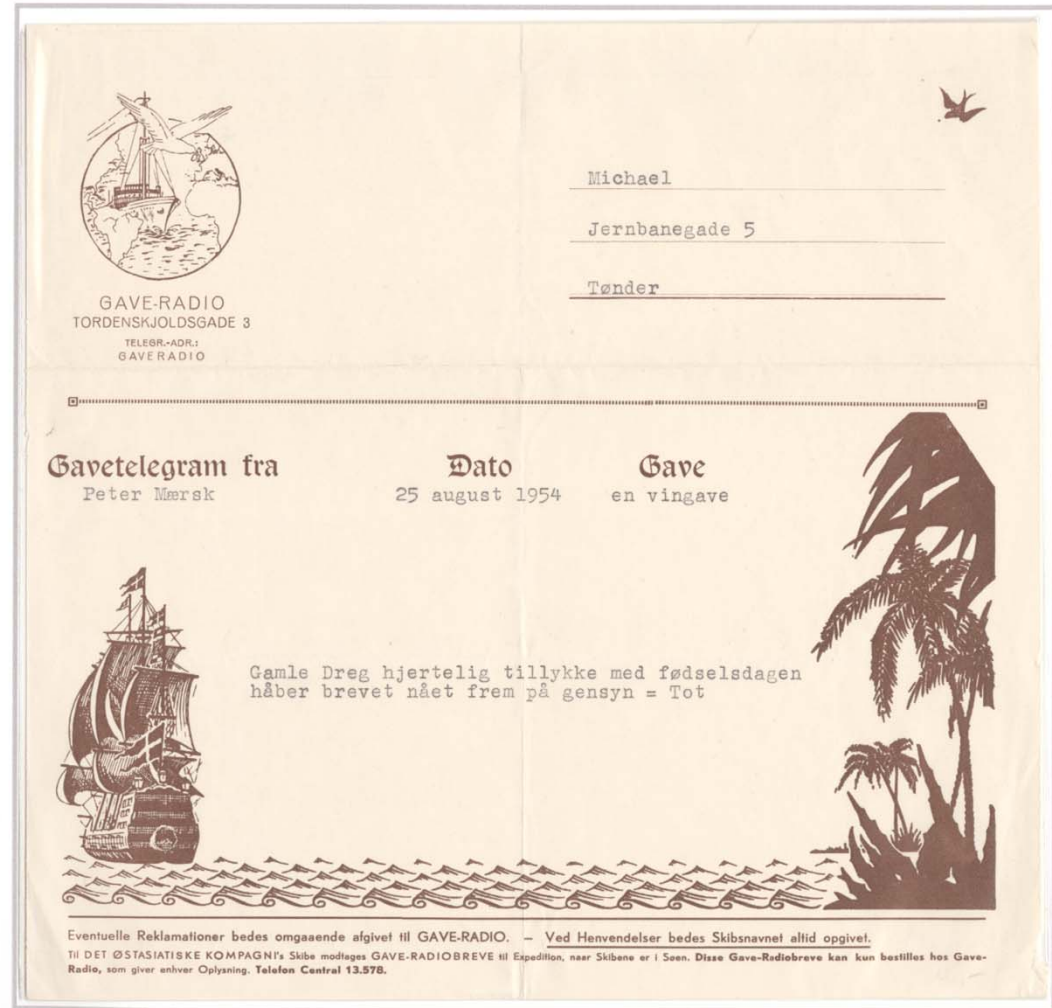 GAVE-RADIO
TORDENSKJOLDSGADE 3
TELEGR.-ADR.:
GAVERADIO
Michael
Jernbanegade 5
Tønder
Gavetelegram fra
Peter Mærsk
Dato
25 august 1954
Gave
en vingave
Gamle Dreg hjertelig tillykke med fødselsdagen
håber brevet nået frem på gensyn = Tot
Eventuelle Reklamationer bedes omgaaende afgivet til GAVE-RADIO. – Ved Henvendelser bedes Skibsnavnet altid opgivet.
Til DET ØSTASIATISKE KOMPAGNI's Skibe modtages GAVE-RADIOBREVE til Expedition, naar Skibene er i Søen. Disse Gave-Radiobreve kan kun bestilles hos Gave-
Radio, som giver enhver Oplysning. Telefon Central 13.578.